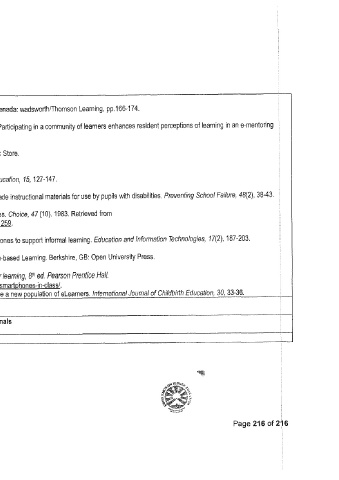 anada: wadsworth/Thomson Learning, pp.166-174.
Participating in a community of learners enhances resident perceptions of learning in an e-mentoring
Store.
ucation, 15, 127-147.
de instructional materials for use by pupils with disabilities. Preventing School Failure, 48(2), 38-43.
s. Choice, 47 (10), 1983. Retrieved from
259.
ones to support informal learning. Education and Information Technologies, 17(2), 187-203.
-based Learning. Berkshire, GB: Open University Press.
r learning, 8th ed. Pearson Prentice Hall.
smartphones-in-class/.
e a new population of eLearners. International Journal of Childbirth Education, 30, 33-36.
nals
Page 216 of 216